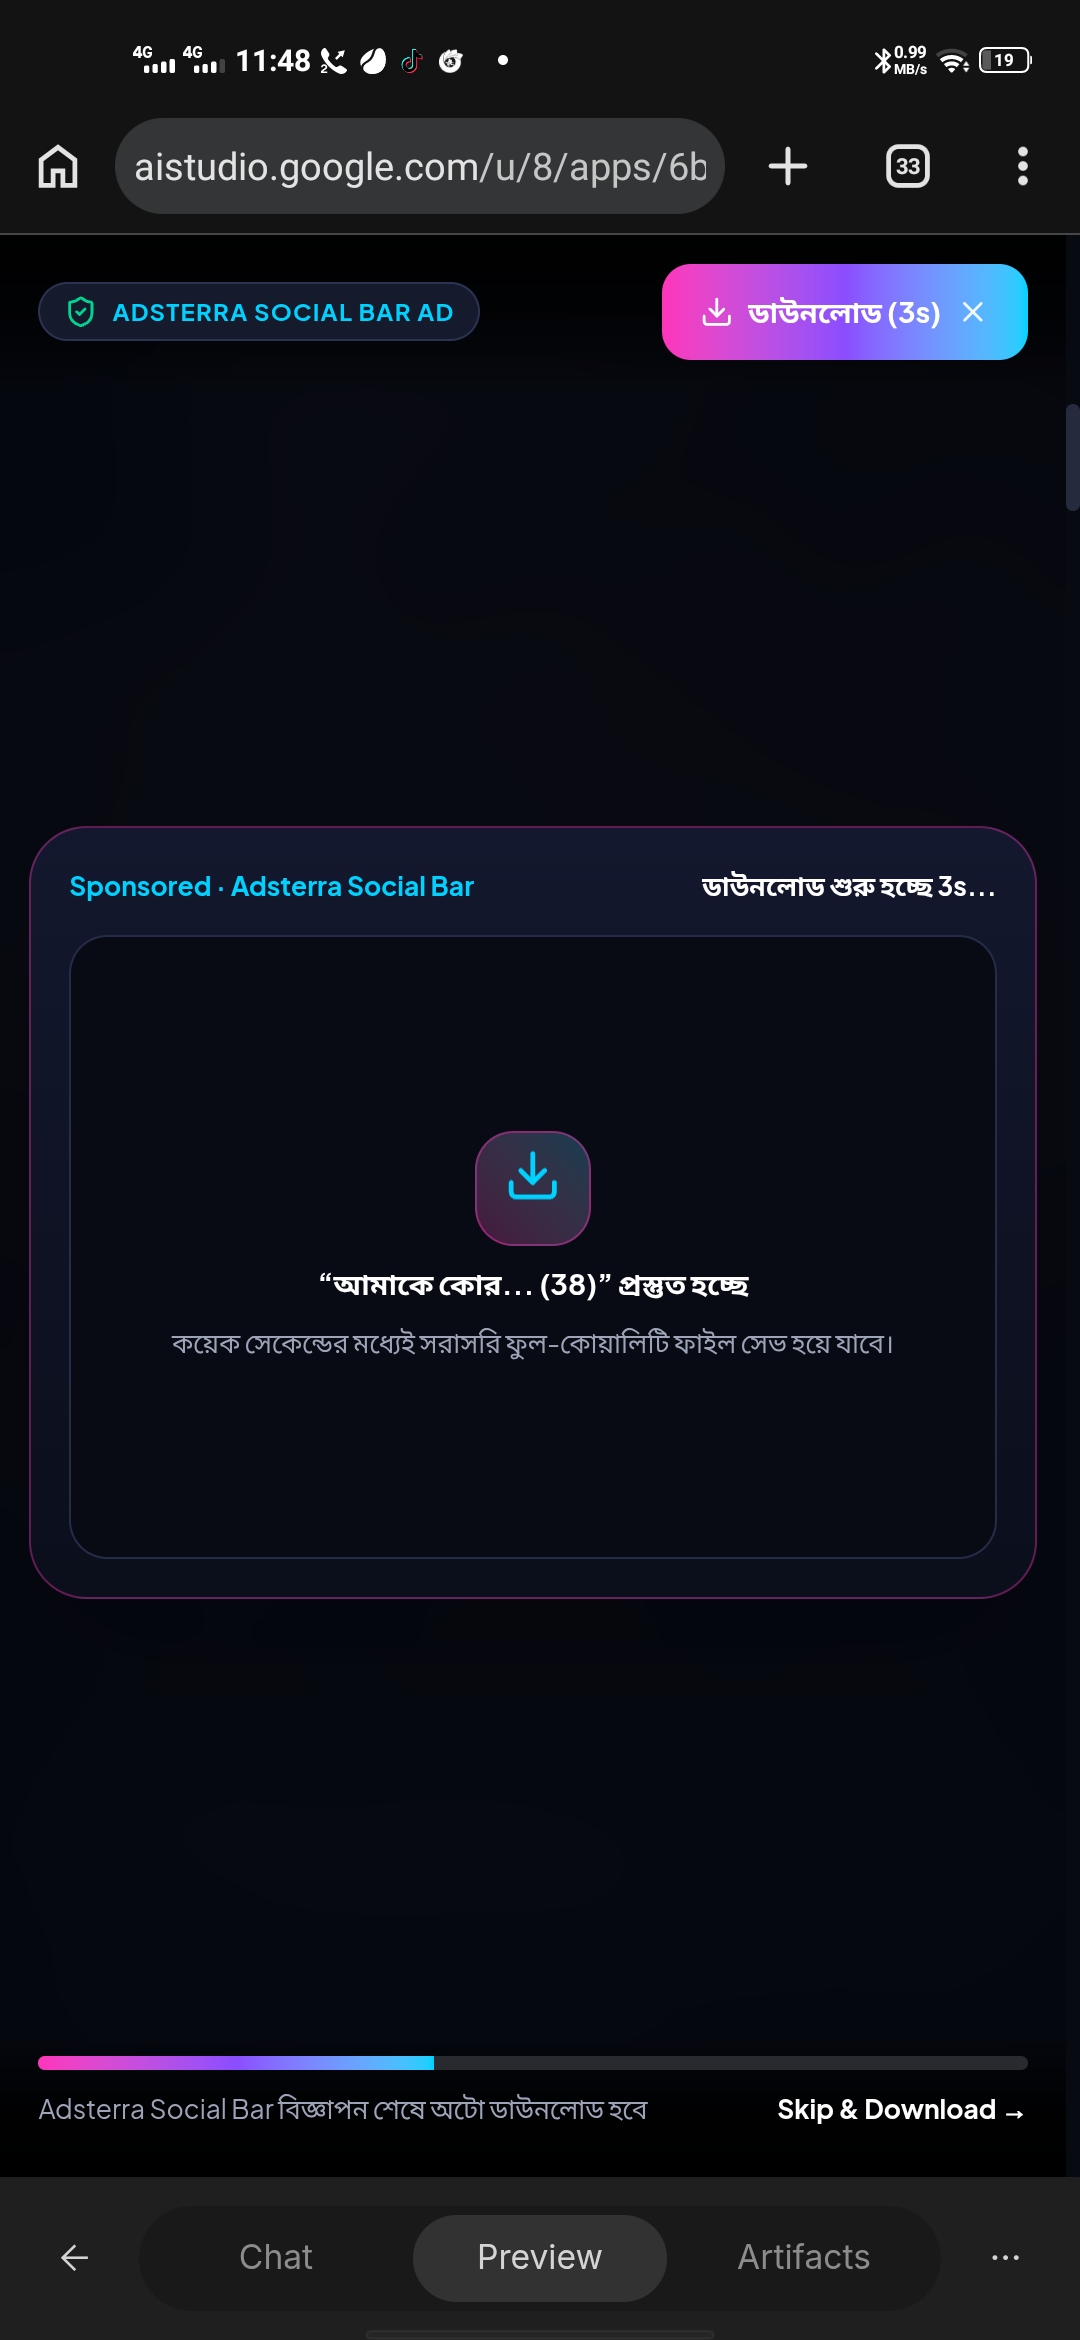 4G 4G 11:48 2 0.99 MB/s 19
aistudio.google.com/u/8/apps/6b
33
ADSTERRA SOCIAL BAR AD
ডাউনলোড (3s)
Sponsored · Adsterra Social Bar
ডাউনলোড শুরু হচ্ছে 3s...
“আমাকে কোর... (38)” প্রস্তুত হচ্ছে
কয়েক সেকেন্ডের মধ্যেই সরাসরি ফুল-কোয়ালিটি ফাইল সেভ হয়ে যাবে।
Adsterra Social Bar বিজ্ঞাপন শেষে অটো ডাউনলোড হবে
Skip & Download →
Chat
Preview
Artifacts